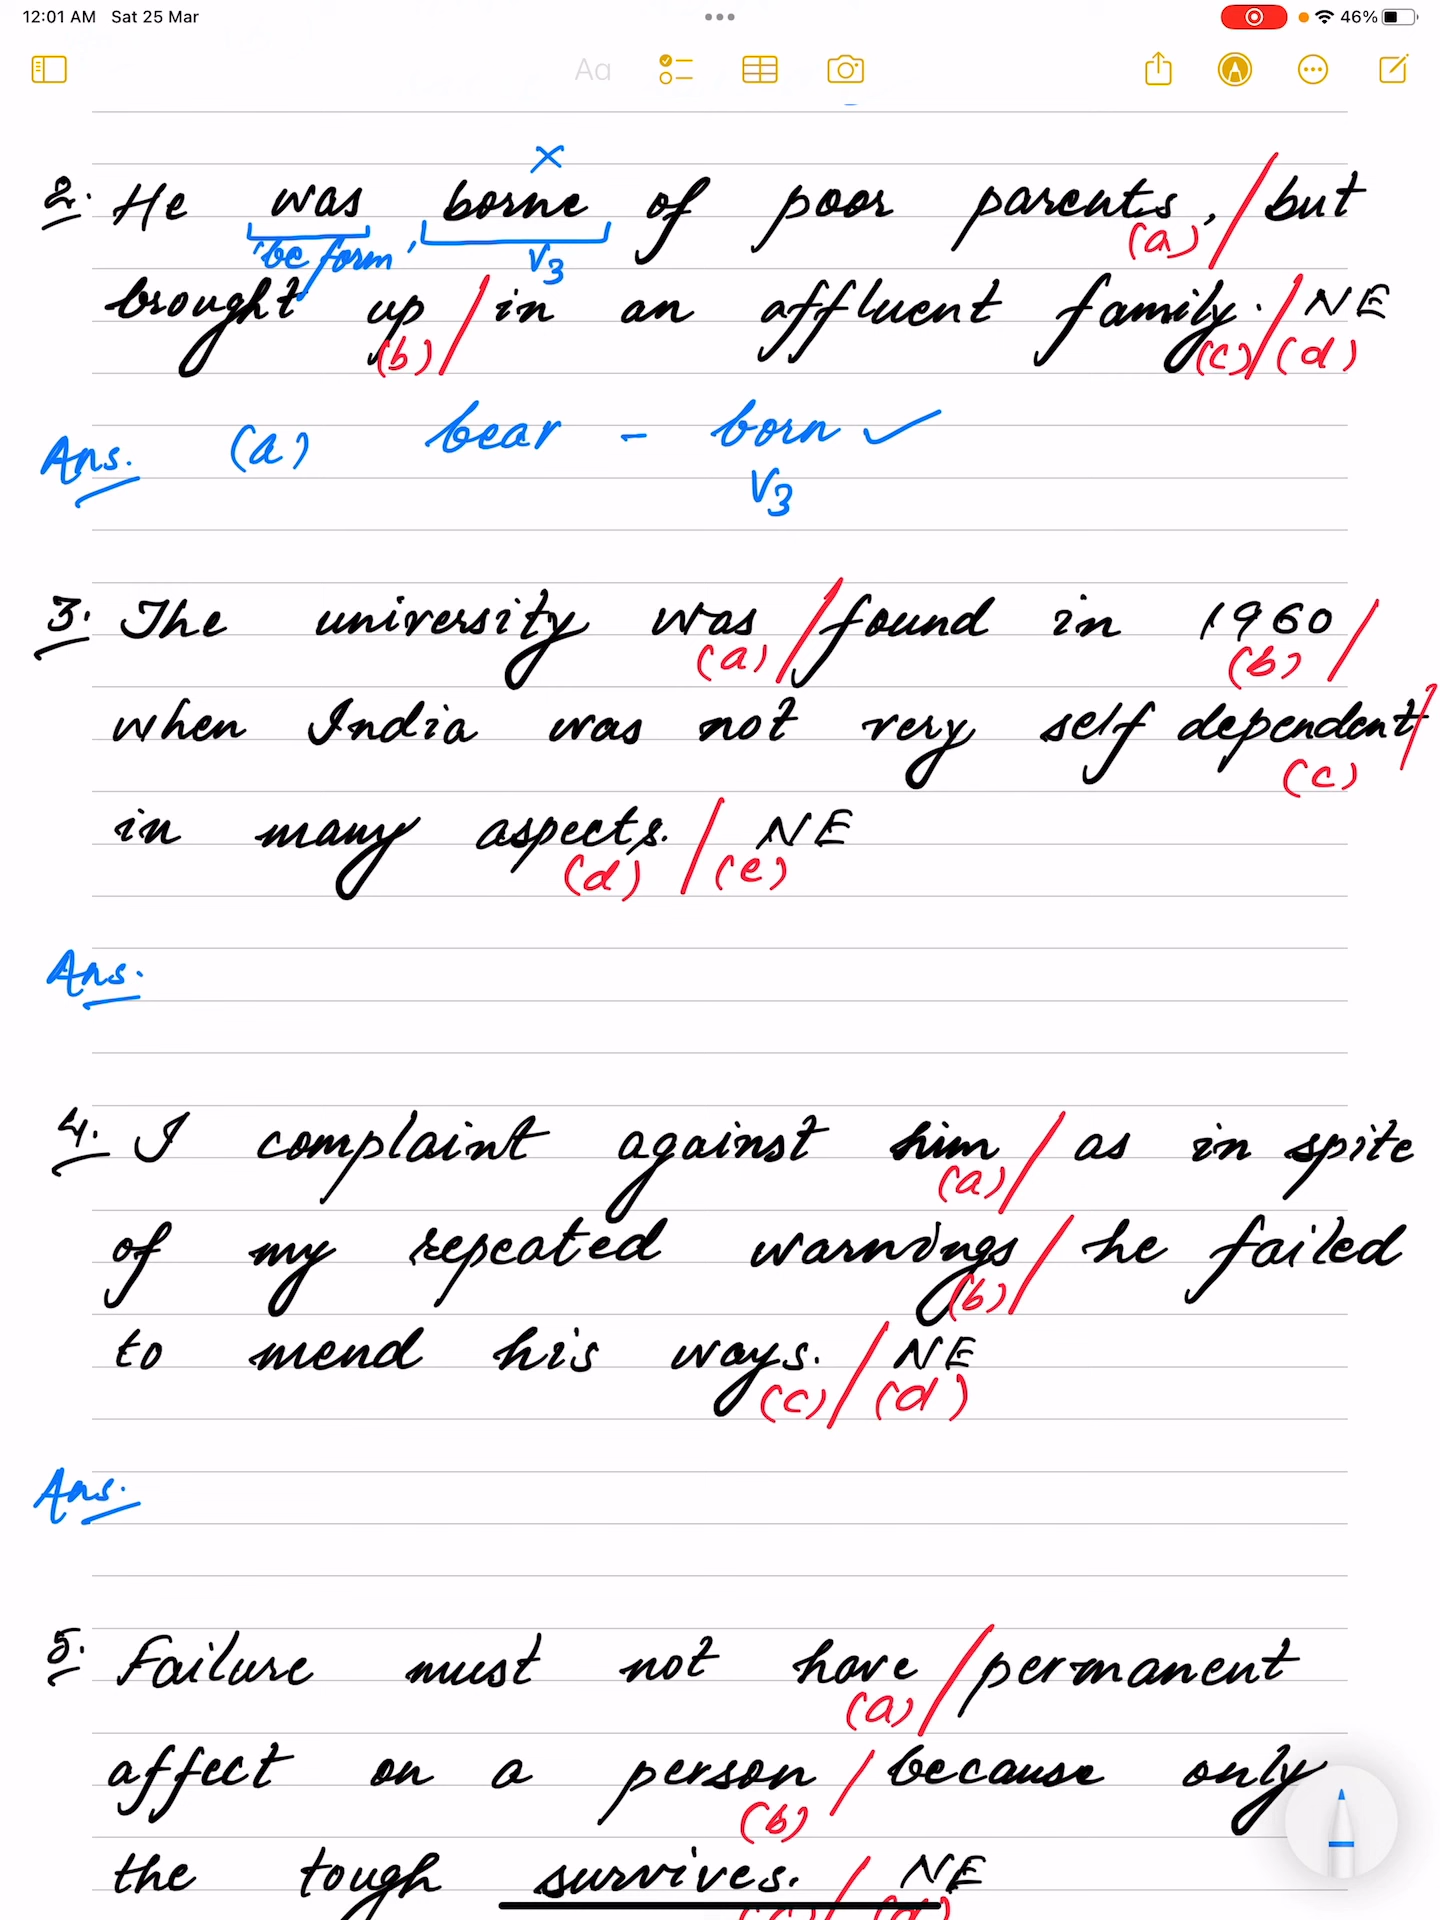 12:01 AM Sat 25 Mar
46%
Aa
×
2. He was borne of poor parents, / but
'be form' V3 (a)
brought up / in an affluent family. / NE
(b) (c) (d)
Ans. (a) bear - born ✓
V3
3. The university was / found in 1960 /
(a) (b)
when India was not very self dependent /
(c)
in many aspects. / NE
(d) (e)
Ans.
4. I complaint against him / as in spite
(a)
of my repeated warnings / he failed
(b)
to mend his ways. / NE
(c) (d)
Ans.
5. Failure must not have / permanent
(a)
affect on a person / because only
(b)
the tough survives. / NE
(c) (d)